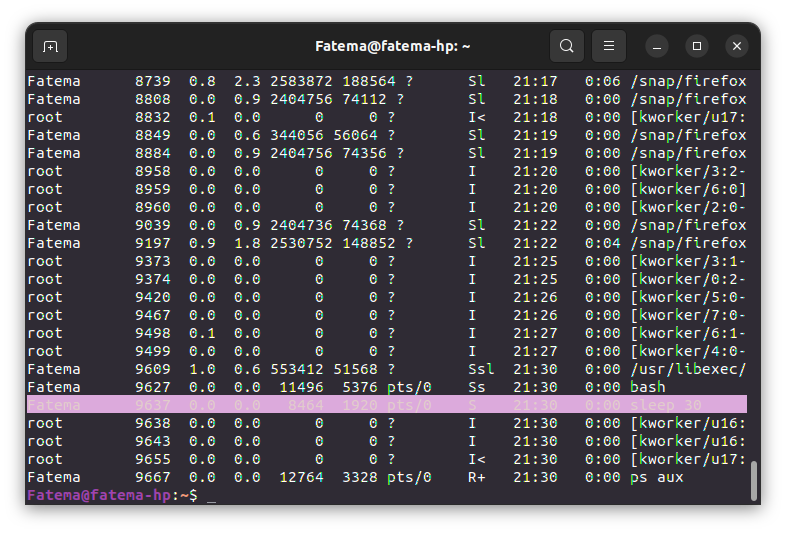 Fatema@fatema-hp: ~
Fatema 8739 0.8 2.3 2583872 188564 ? Sl 21:17 0:06 /snap/firefox
Fatema 8808 0.0 0.9 2404756 74112 ? Sl 21:18 0:00 /snap/firefox
root 8832 0.1 0.0 0 0 ? I< 21:18 0:00 [kworker/u17:
Fatema 8849 0.0 0.6 344056 56064 ? Sl 21:19 0:00 /snap/firefox
Fatema 8884 0.0 0.9 2404756 74356 ? Sl 21:19 0:00 /snap/firefox
root 8958 0.0 0.0 0 0 ? I 21:20 0:00 [kworker/3:2-
root 8959 0.0 0.0 0 0 ? I 21:20 0:00 [kworker/6:0]
root 8960 0.0 0.0 0 0 ? I 21:20 0:00 [kworker/2:0-
Fatema 9039 0.0 0.9 2404736 74368 ? Sl 21:22 0:00 /snap/firefox
Fatema 9197 0.9 1.8 2530752 148852 ? Sl 21:22 0:04 /snap/firefox
root 9373 0.0 0.0 0 0 ? I 21:25 0:00 [kworker/3:1-
root 9374 0.0 0.0 0 0 ? I 21:25 0:00 [kworker/0:2-
root 9420 0.0 0.0 0 0 ? I 21:26 0:00 [kworker/5:0-
root 9467 0.0 0.0 0 0 ? I 21:26 0:00 [kworker/7:0-
root 9498 0.1 0.0 0 0 ? I 21:27 0:00 [kworker/6:1-
root 9499 0.0 0.0 0 0 ? I 21:27 0:00 [kworker/4:0-
Fatema 9609 1.0 0.6 553412 51568 ? Ssl 21:30 0:00 /usr/libexec/
Fatema 9627 0.0 0.0 11496 5376 pts/0 Ss 21:30 0:00 bash
Fatema 9637 0.0 0.0 8464 1920 pts/0 S 21:30 0:00 sleep 30
root 9638 0.0 0.0 0 0 ? I 21:30 0:00 [kworker/u16:
root 9643 0.0 0.0 0 0 ? I 21:30 0:00 [kworker/u16:
root 9655 0.0 0.0 0 0 ? I< 21:30 0:00 [kworker/u17:
Fatema 9667 0.0 0.0 12764 3328 pts/0 R+ 21:30 0:00 ps aux
Fatema@fatema-hp:~$ _